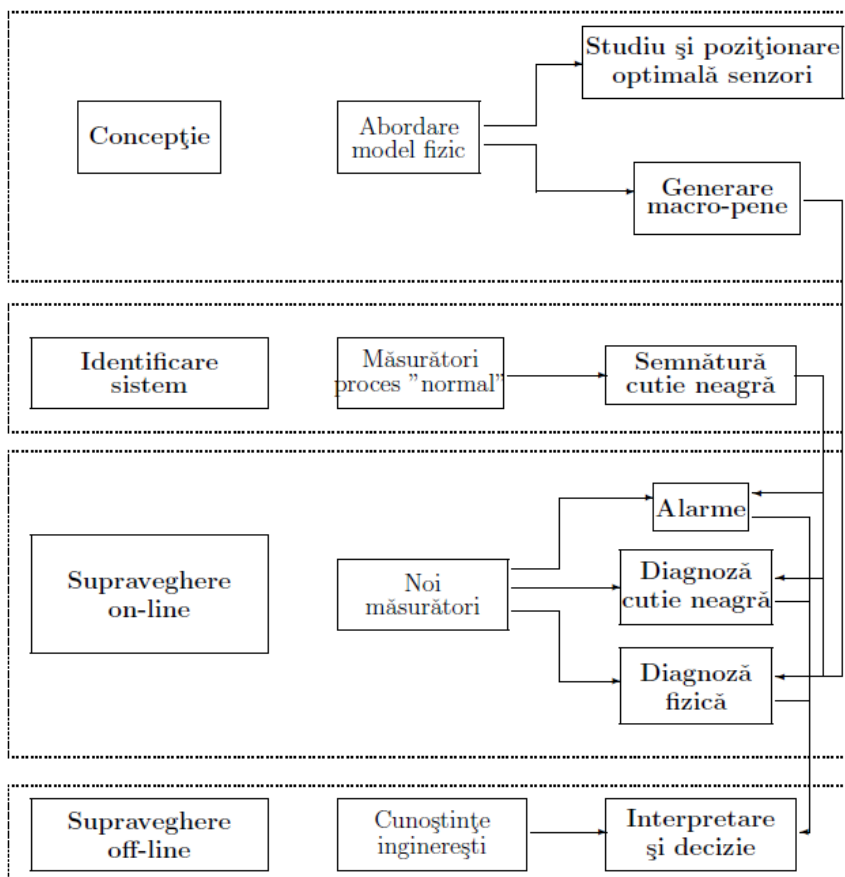 Studiu şi poziţionare
optimală senzori
Concepţie
Abordare
model fizic
Generare
macro-pene
Identificare
sistem
Măsurători
proces "normal"
Semnătură
cutie neagră
Alarme
Supraveghere
on-line
Noi
măsurători
Diagnoză
cutie neagră
Diagnoză
fizică
Supraveghere
off-line
Cunoştinţe
inginereşti
Interpretare
şi decizie